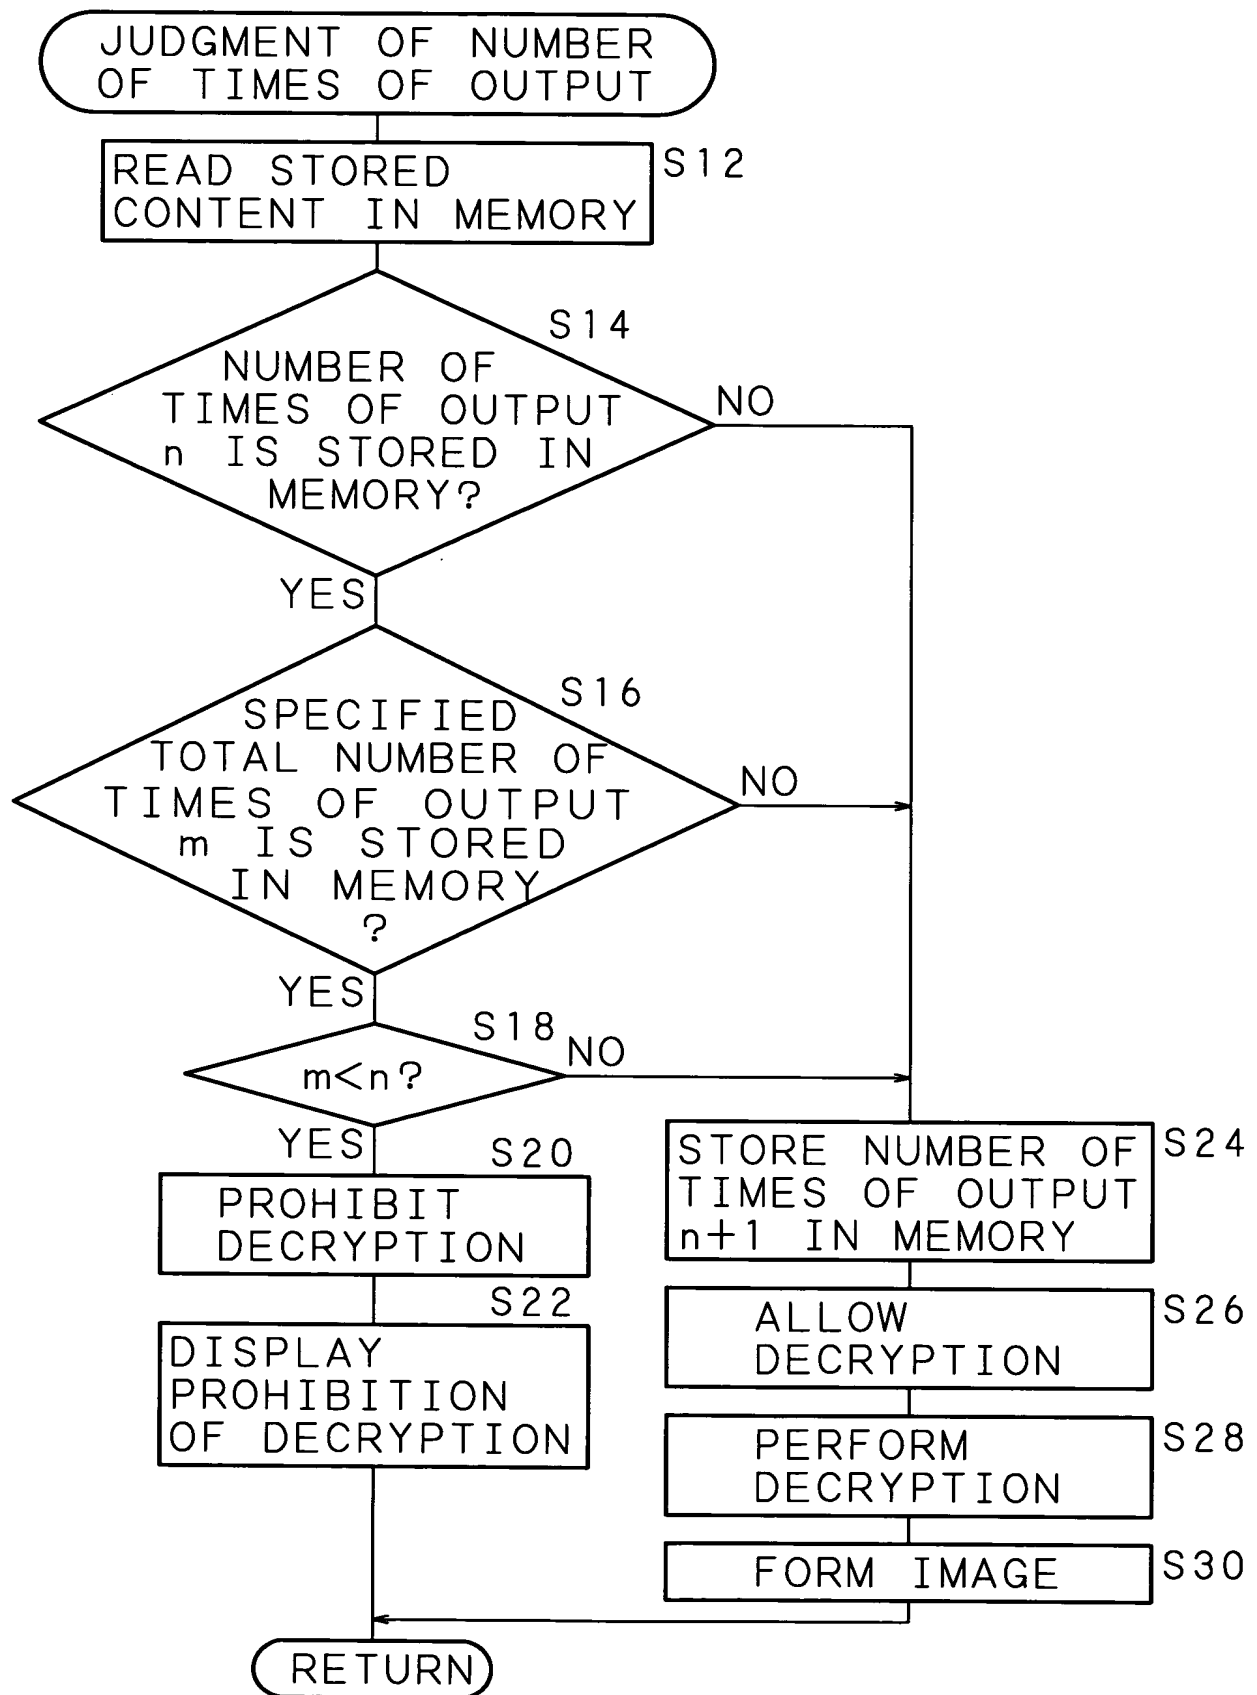 JUDGMENT OF NUMBER
OF TIMES OF OUTPUT
READ STORED
CONTENT IN MEMORY
S12
S14
NUMBER OF
TIMES OF OUTPUT
n IS STORED IN
MEMORY?
NO
YES
S16
SPECIFIED
TOTAL NUMBER OF
TIMES OF OUTPUT
m IS STORED
IN MEMORY
?
NO
YES
S18
m<n?
NO
YES
S20
PROHIBIT
DECRYPTION
S22
DISPLAY
PROHIBITION
OF DECRYPTION
STORE NUMBER OF
TIMES OF OUTPUT
n+1 IN MEMORY
S24
ALLOW
DECRYPTION
S26
PERFORM
DECRYPTION
S28
FORM IMAGE
S30
RETURN